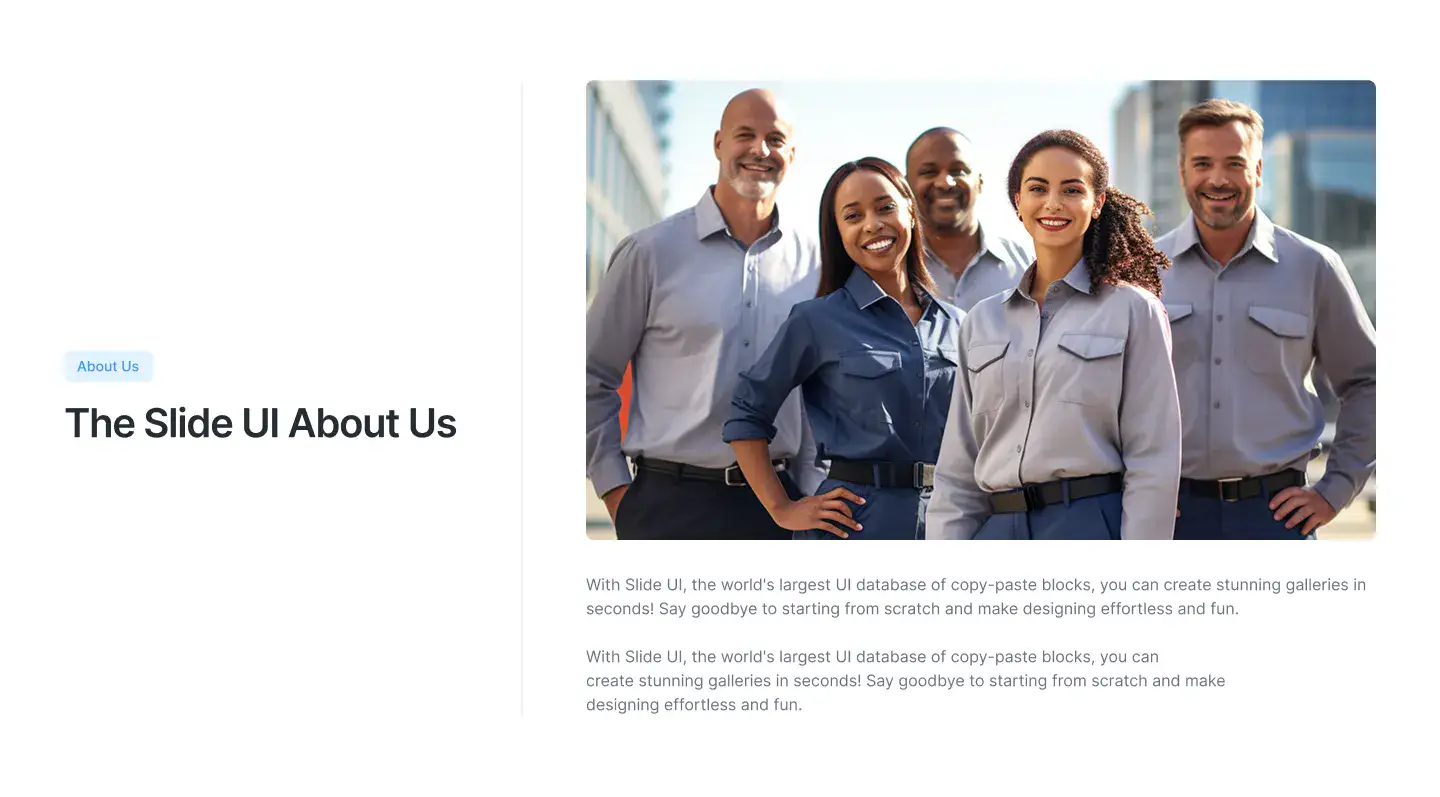 About Us
The Slide UI About Us
With Slide UI, the world's largest UI database of copy-paste blocks, you can create stunning galleries in
seconds! Say goodbye to starting from scratch and make designing effortless and fun.
With Slide UI, the world's largest UI database of copy-paste blocks, you can
create stunning galleries in seconds! Say goodbye to starting from scratch and make
designing effortless and fun.